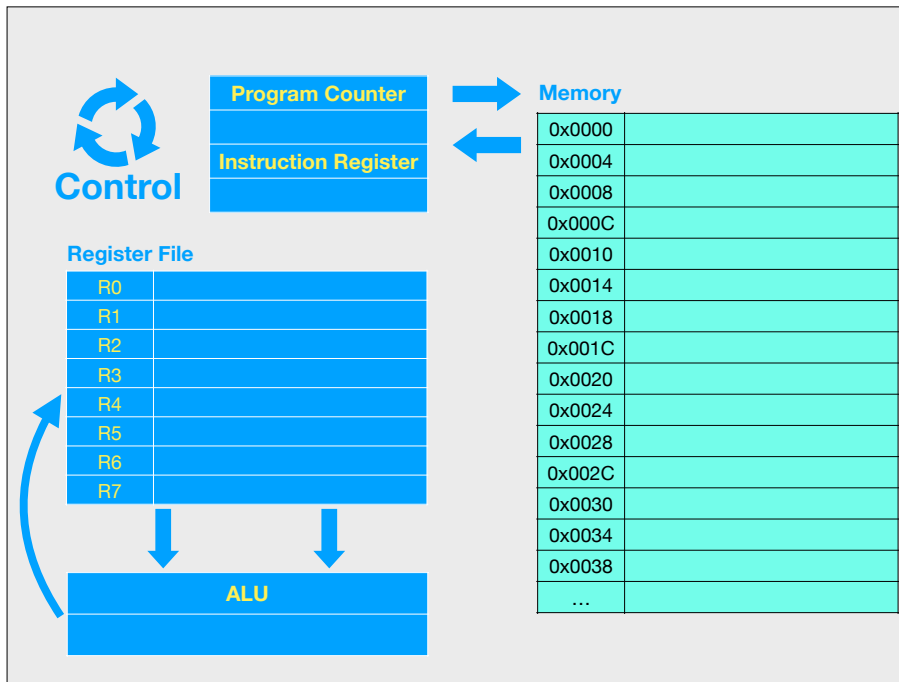 Program Counter
Instruction Register
Control
Register File
R0
R1
R2
R3
R4
R5
R6
R7
ALU
Memory
0x0000
0x0004
0x0008
0x000C
0x0010
0x0014
0x0018
0x001C
0x0020
0x0024
0x0028
0x002C
0x0030
0x0034
0x0038
…